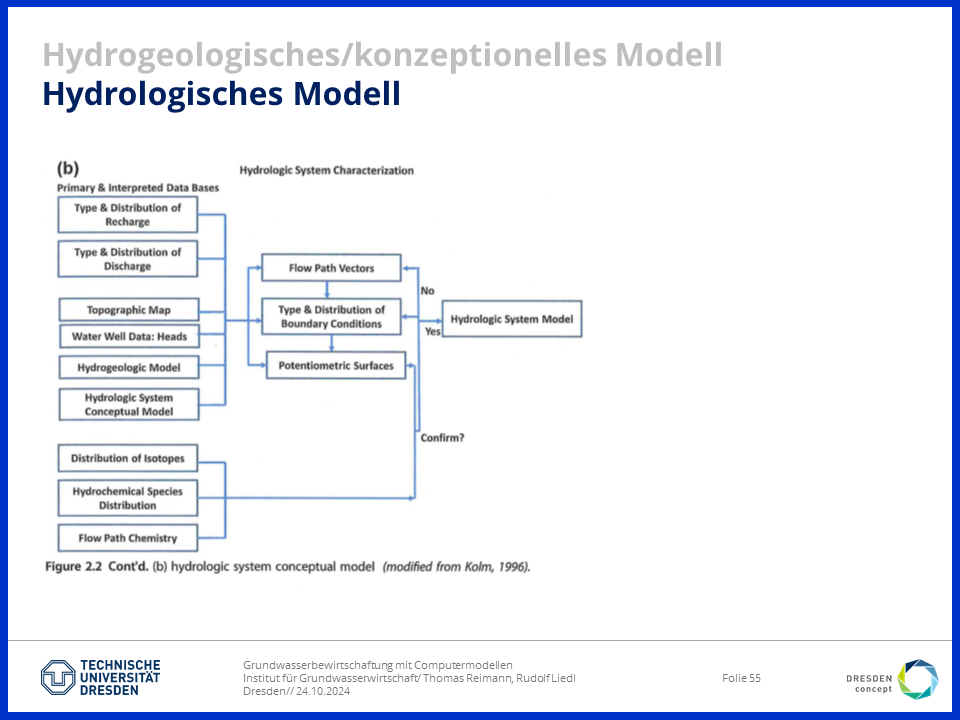 Hydrogeologisches/konzeptionelles Modell
Hydrologisches Modell
(b)
Hydrologic System Characterization
Primary & Interpreted Data Bases
Type & Distribution of
Recharge
Type & Distribution of
Discharge
Topographic Map
Water Well Data: Heads
Hydrogeologic Model
Hydrologic System
Conceptual Model
Flow Path Vectors
Type & Distribution of
Boundary Conditions
Potentiometric Surfaces
No
Yes
Hydrologic System Model
Confirm?
Distribution of Isotopes
Hydrochemical Species
Distribution
Flow Path Chemistry
Figure 2.2 Cont'd. (b) hydrologic system conceptual model (modified from Kolm, 1996).
TECHNISCHE
UNIVERSITÄT
DRESDEN
Grundwasserbewirtschaftung mit Computermodellen
Institut für Grundwasserwirtschaft/ Thomas Reimann, Rudolf Liedl
Dresden// 24.10.2024
Folie 55
DRESDEN
concept